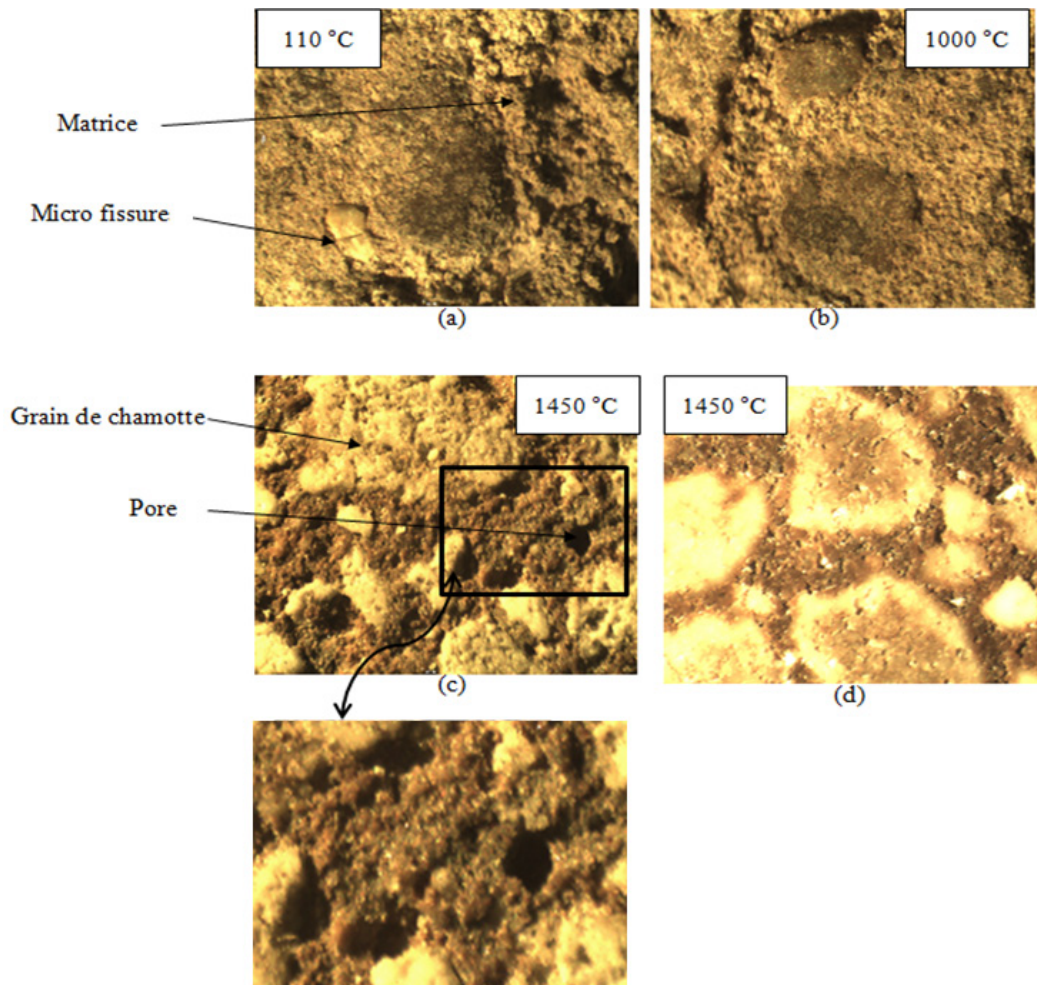 110 °C
1000 °C
Matrice
Micro fissure
(a)
(b)
1450 °C
1450 °C
Grain de chamotte
Pore
(c)
(d)